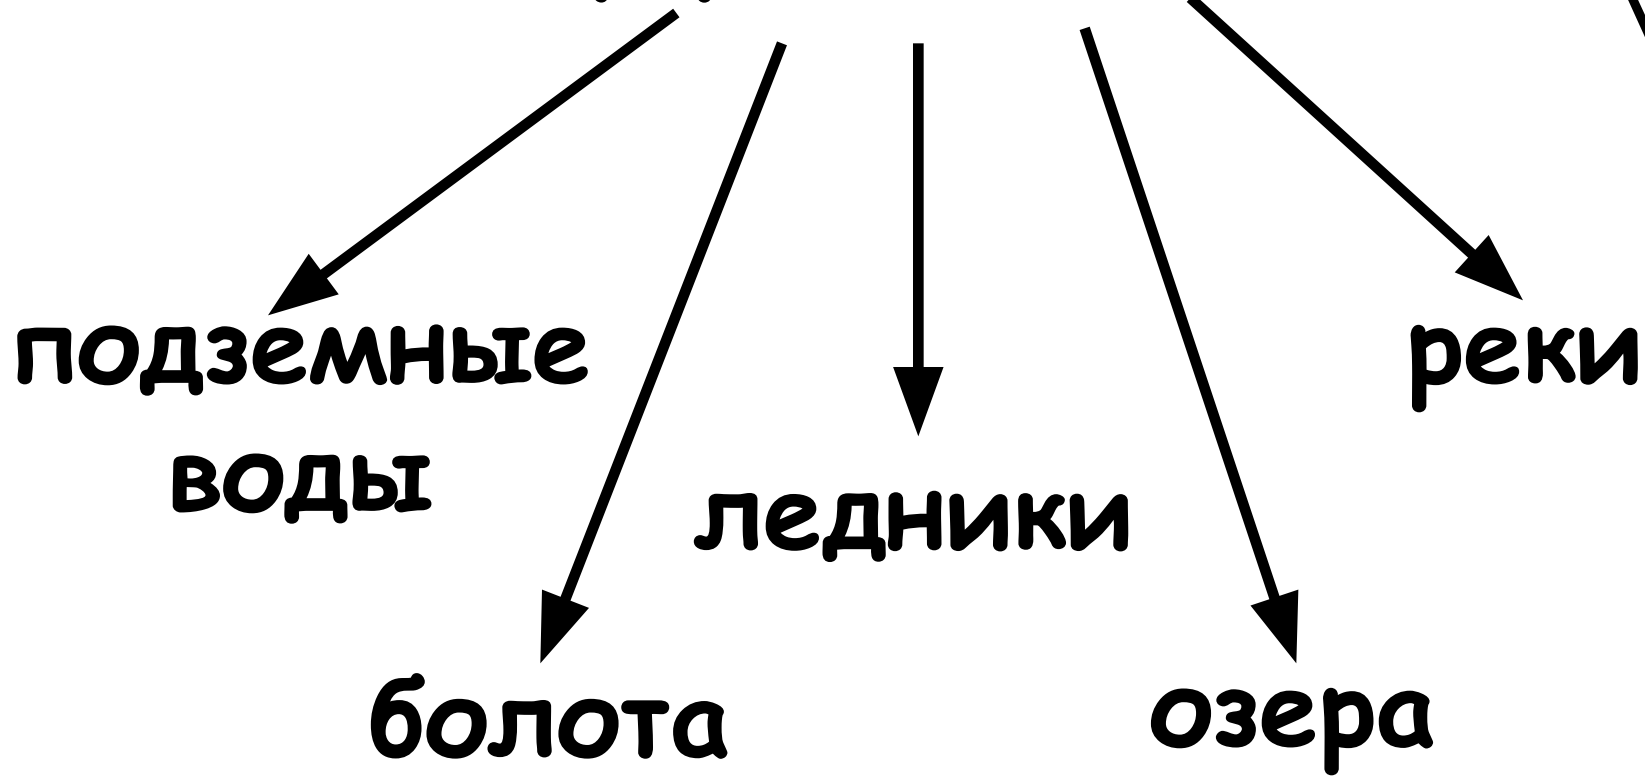 подземные
воды
реки
ледники
болота
озера